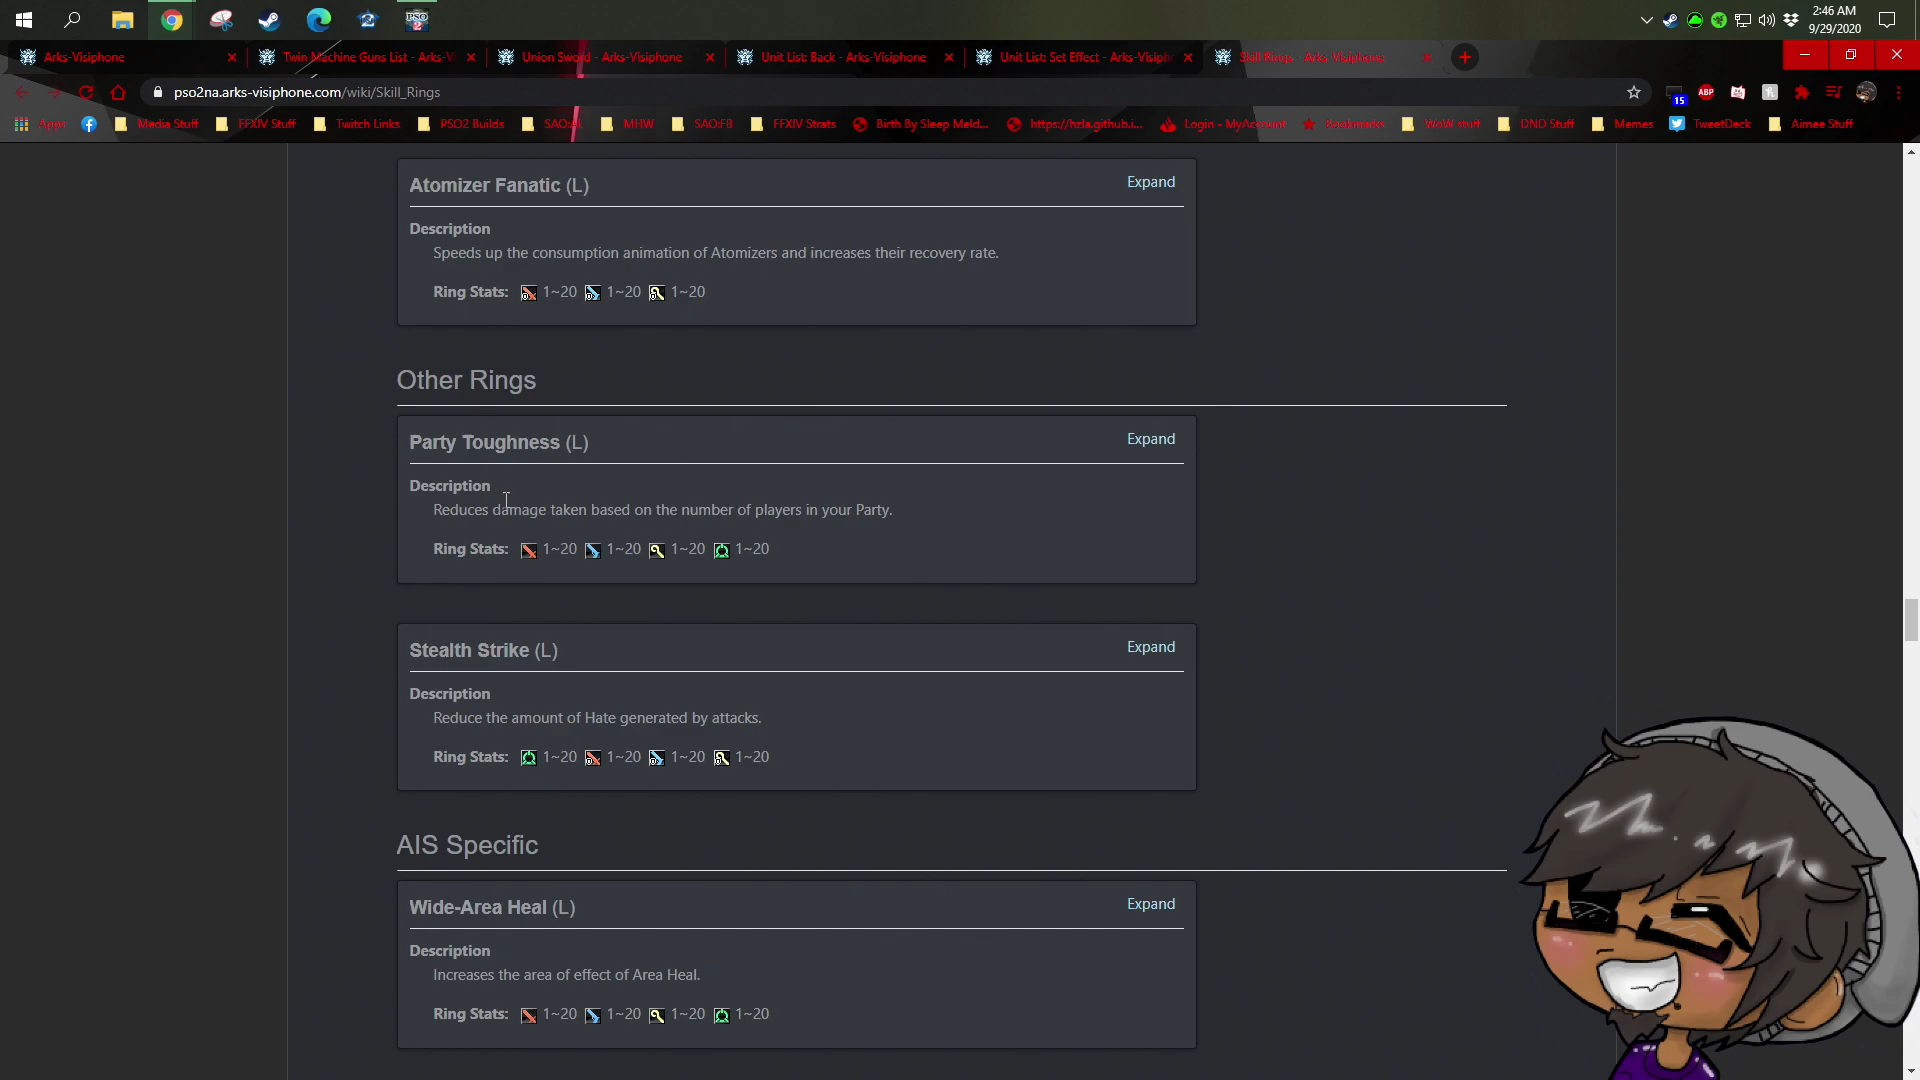 2:46 AM
9/29/2020
Arks-Visiphone
Twin Machine Guns List - Arks-V
Union Sword - Arks-Visiphone
Unit List: Back - Arks-Visiphone
Unit List: Set Effect - Arks-Visiph
Skill Rings - Arks-Visiphone
pso2na.arks-visiphone.com/wiki/Skill_Rings
15
ABP
Apps
Media Stuff
FFXIV Stuff
Twitch Links
PSO2 Builds
SAO:IF
MHW
SAO:FB
FFXIV Strats
Birth By Sleep Meld...
https://hzla.github.i...
Login - MyAccount
Bookmarks
WoW stuff
DND Stuff
Memes
TweetDeck
Aimee Stuff
Atomizer Fanatic (L)
Expand
Description
Speeds up the consumption animation of Atomizers and increases their recovery rate.
Ring Stats: 1~20 1~20 1~20
Other Rings
Party Toughness (L)
Expand
Description
Reduces damage taken based on the number of players in your Party.
Ring Stats: 1~20 1~20 1~20 1~20
Stealth Strike (L)
Expand
Description
Reduce the amount of Hate generated by attacks.
Ring Stats: 1~20 1~20 1~20 1~20
AIS Specific
Wide-Area Heal (L)
Expand
Description
Increases the area of effect of Area Heal.
Ring Stats: 1~20 1~20 1~20 1~20